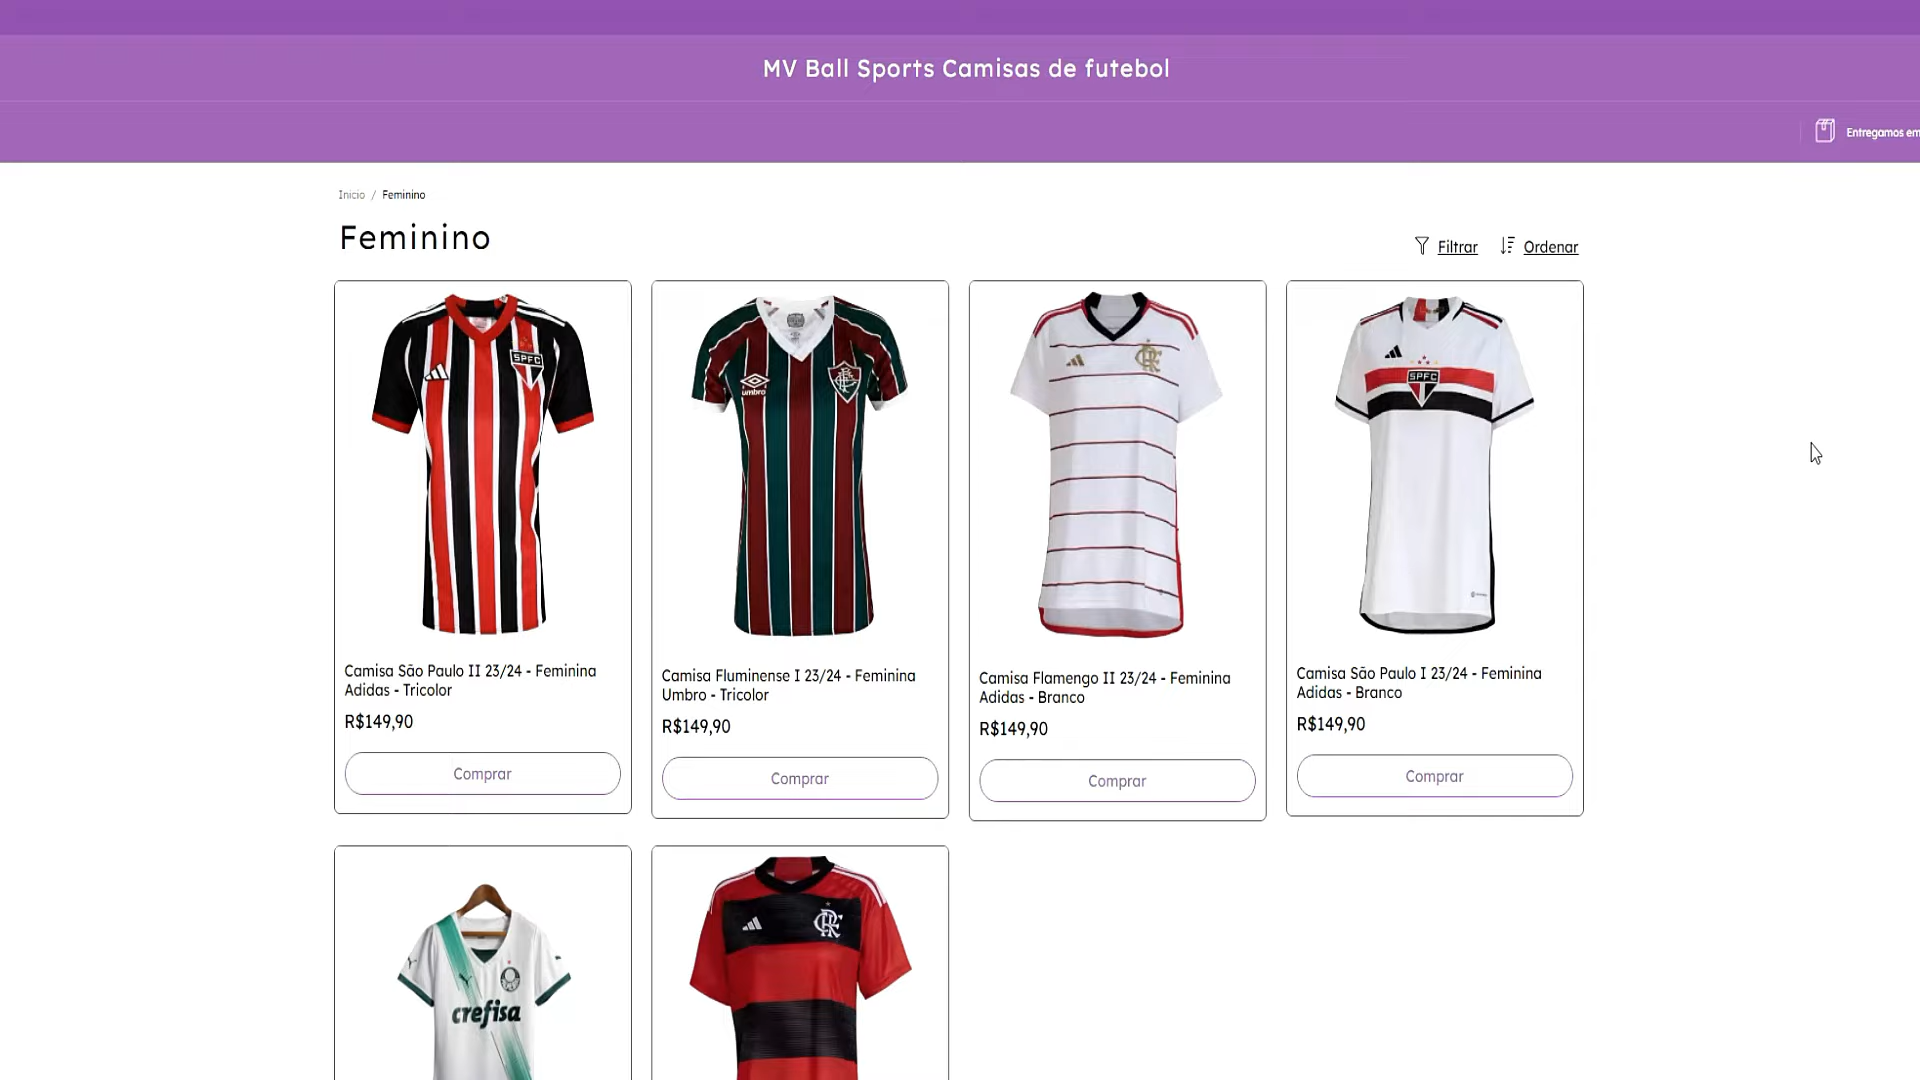 MV Ball Sports Camisas de futebol
Entregamos em
Inicio / Feminino
Feminino
Filtrar
Ordenar
SPFC
umbro
SPFC
Camisa São Paulo II 23/24 - Feminina
Adidas - Tricolor
R$149,90
Comprar
Camisa Fluminense I 23/24 - Feminina
Umbro - Tricolor
R$149,90
Comprar
Camisa Flamengo II 23/24 - Feminina
Adidas - Branco
R$149,90
Comprar
Camisa São Paulo I 23/24 - Feminina
Adidas - Branco
R$149,90
Comprar
crefisa